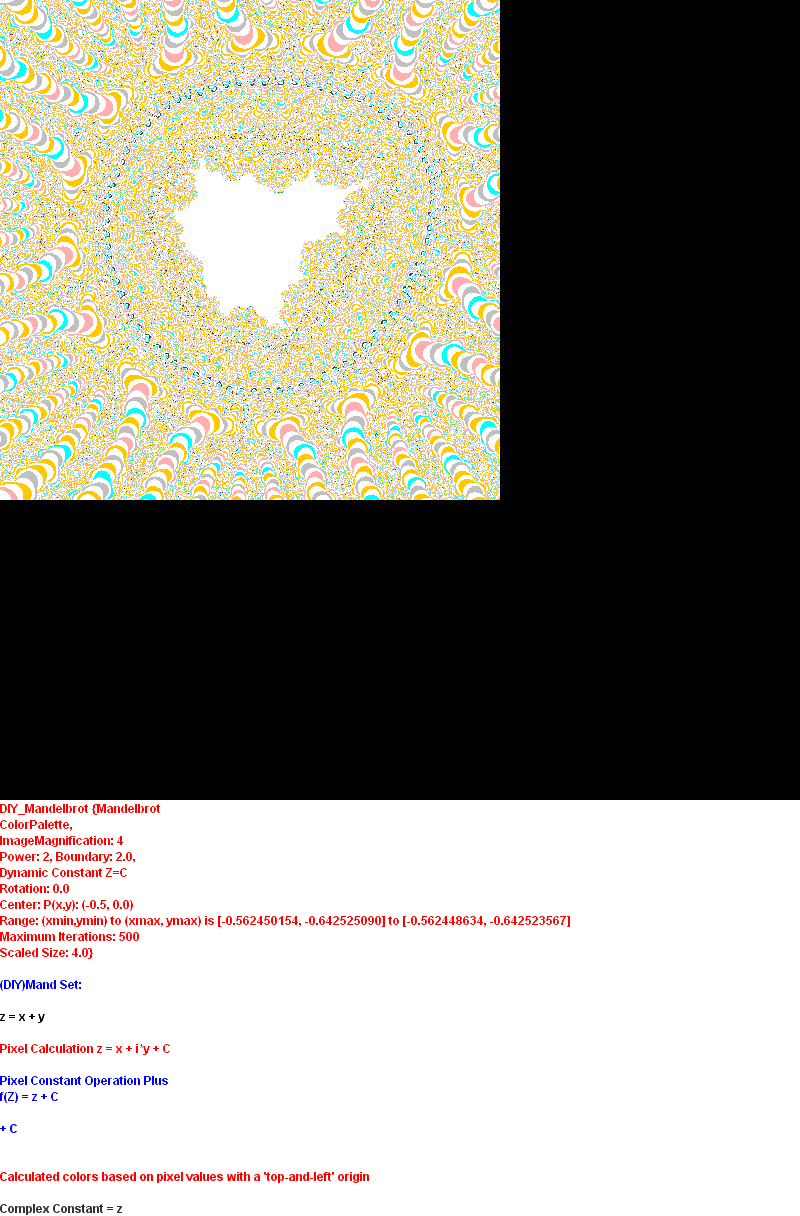 DIY_Mandelbrot {Mandelbrot
ColorPalette,
ImageMagnification: 4
Power: 2, Boundary: 2.0,
Dynamic Constant Z=C
Rotation: 0.0
Center: P(x,y): (-0.5, 0.0)
Range: (xmin,ymin) to (xmax, ymax) is [-0.562450154, -0.642525090] to [-0.562448634, -0.642523567]
Maximum Iterations: 500
Scaled Size: 4.0}
(DIY)Mand Set:
z = x + y
Pixel Calculation z = x + i*y + C
Pixel Constant Operation Plus
f(Z) = z + C
+ C
Calculated colors based on pixel values with a 'top-and-left' origin
Complex Constant = z